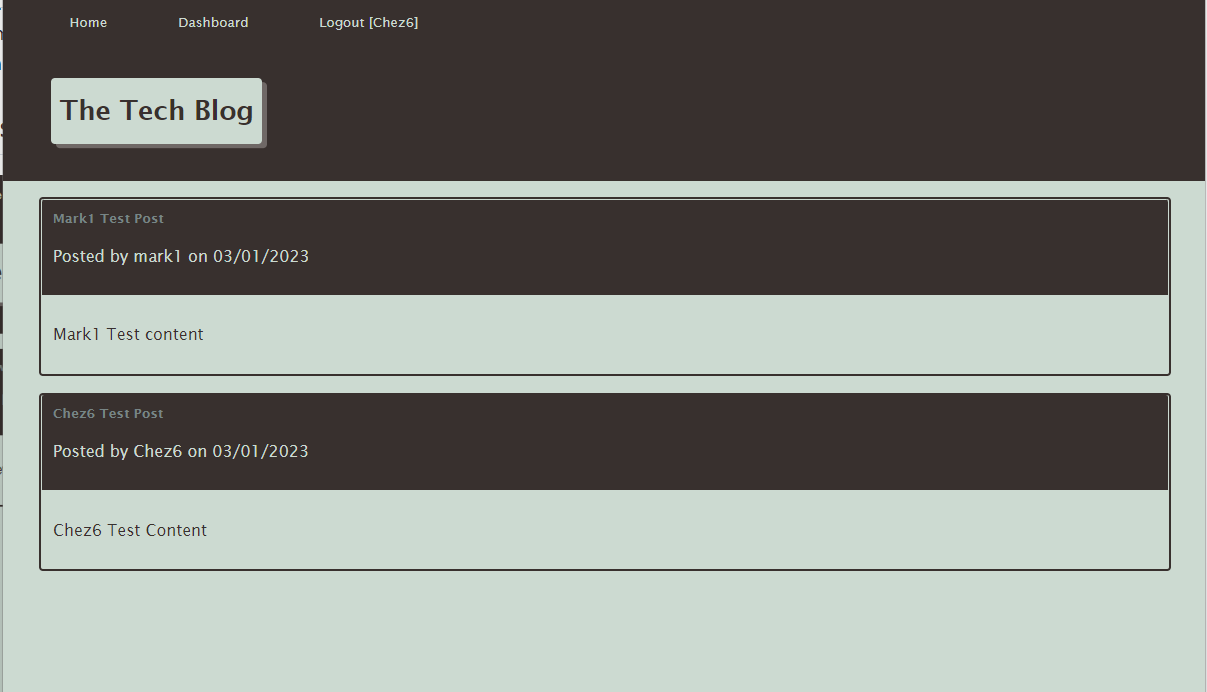 Home Dashboard Logout [Chez6]
The Tech Blog
Mark1 Test Post
Posted by mark1 on 03/01/2023
Mark1 Test content
Chez6 Test Post
Posted by Chez6 on 03/01/2023
Chez6 Test Content